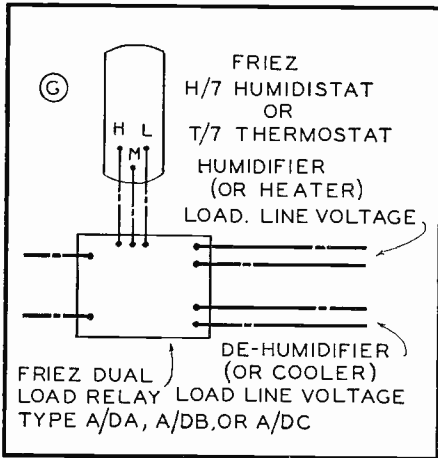 G
FRIEZ
H/7 HUMIDISTAT
OR
T/7 THERMOSTAT
H L
M
HUMIDIFIER
(OR HEATER)
LOAD. LINE VOLTAGE
DE-HUMIDIFIER
(OR COOLER)
LOAD LINE VOLTAGE
FRIEZ DUAL
LOAD RELAY
TYPE A/DA, A/DB, OR A/DC